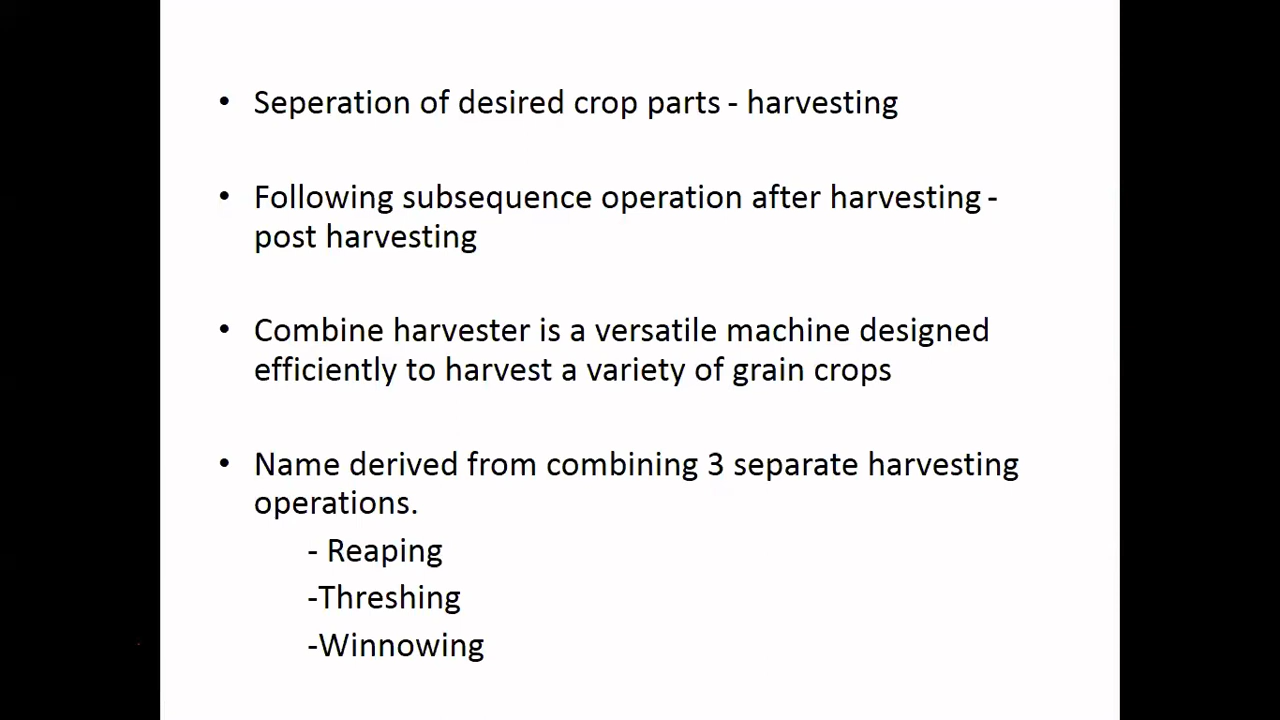 • Seperation of desired crop parts - harvesting
• Following subsequence operation after harvesting -
post harvesting
• Combine harvester is a versatile machine designed
efficiently to harvest a variety of grain crops
• Name derived from combining 3 separate harvesting
operations.
- Reaping
-Threshing
-Winnowing